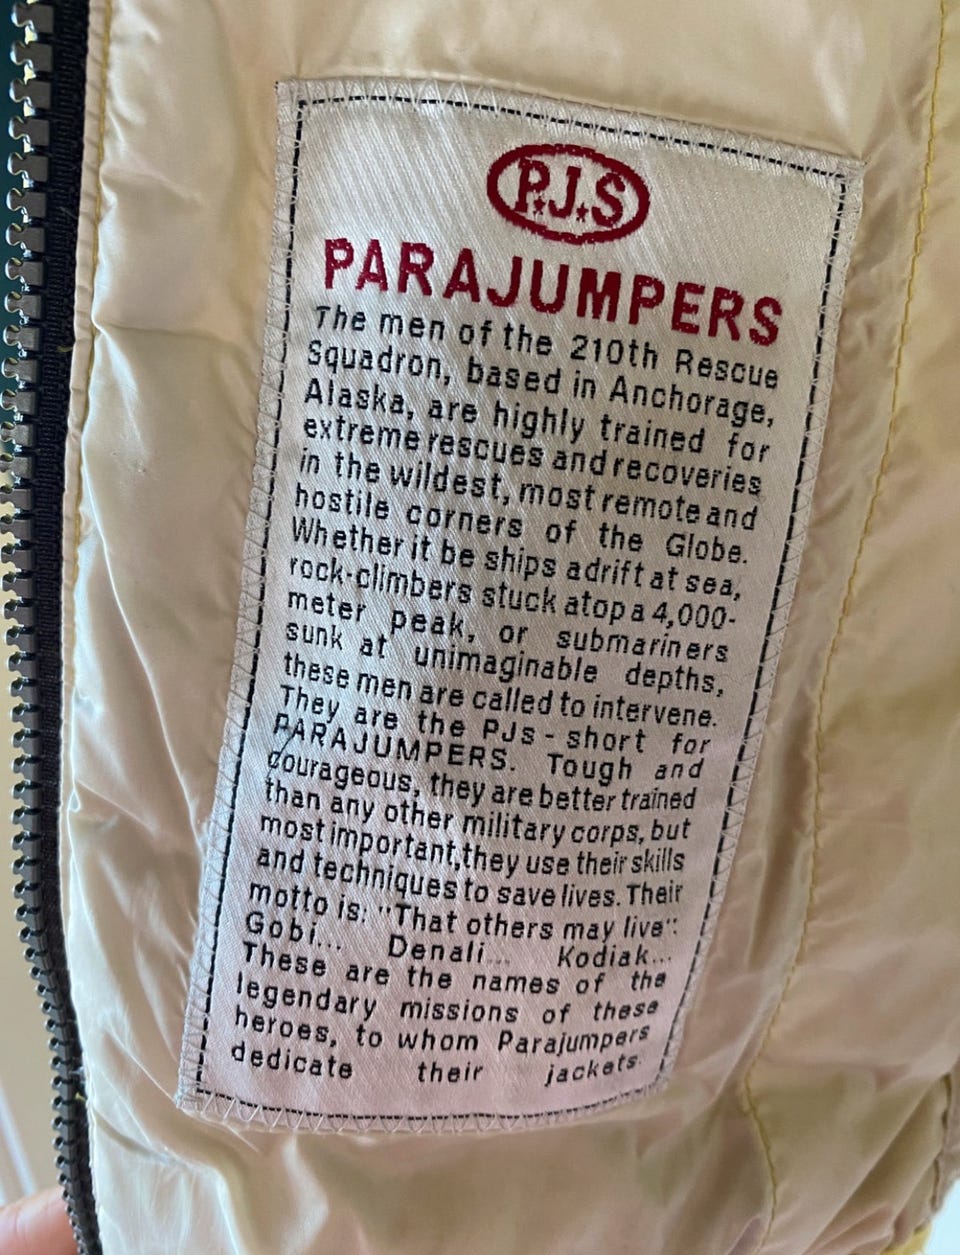 P.J.S
PARAJUMPERS
The men of the 210th Rescue
Squadron, based in Anchorage,
Alaska, are highly trained for
extreme rescues and recoveries
in the wildest, most remote and
hostile corners of the Globe.
Whether it be ships adrift at sea,
rock-climbers stuck atop a 4,000-
meter peak, or submariners
sunk at unimaginable depths,
these men are called to intervene.
They are the PJs - short for
PARAJUMPERS. Tough and
courageous, they are better trained
than any other military corps, but
most important,they use their skills
and techniques to save lives. Their
motto is: "That others may live".
Gobi... Denali... Kodiak...
These are the names of the
legendary missions of these
heroes, to whom Parajumpers
dedicate their jackets.